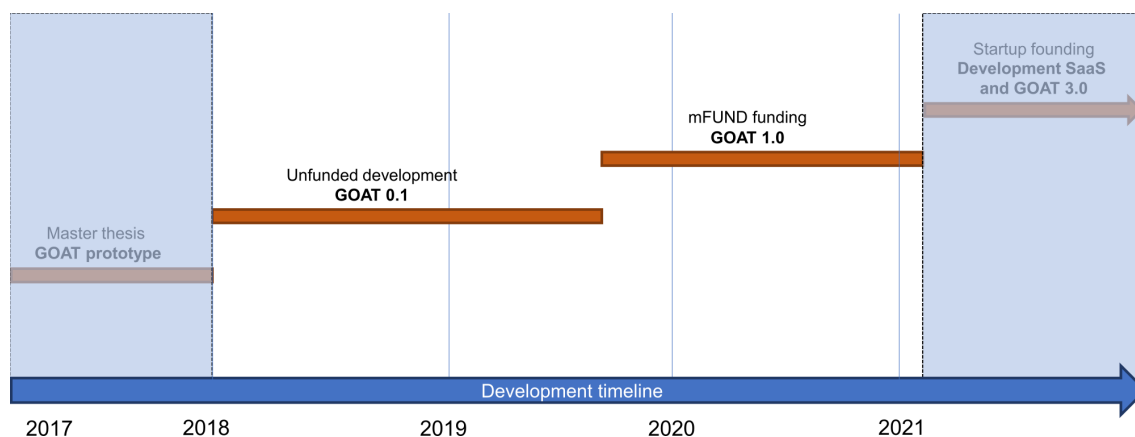 Startup founding
Development SaaS
and GOAT 3.0
mFUND funding
GOAT 1.0
Unfunded development
GOAT 0.1
Master thesis
GOAT prototype
Development timeline
2017
2018
2019
2020
2021